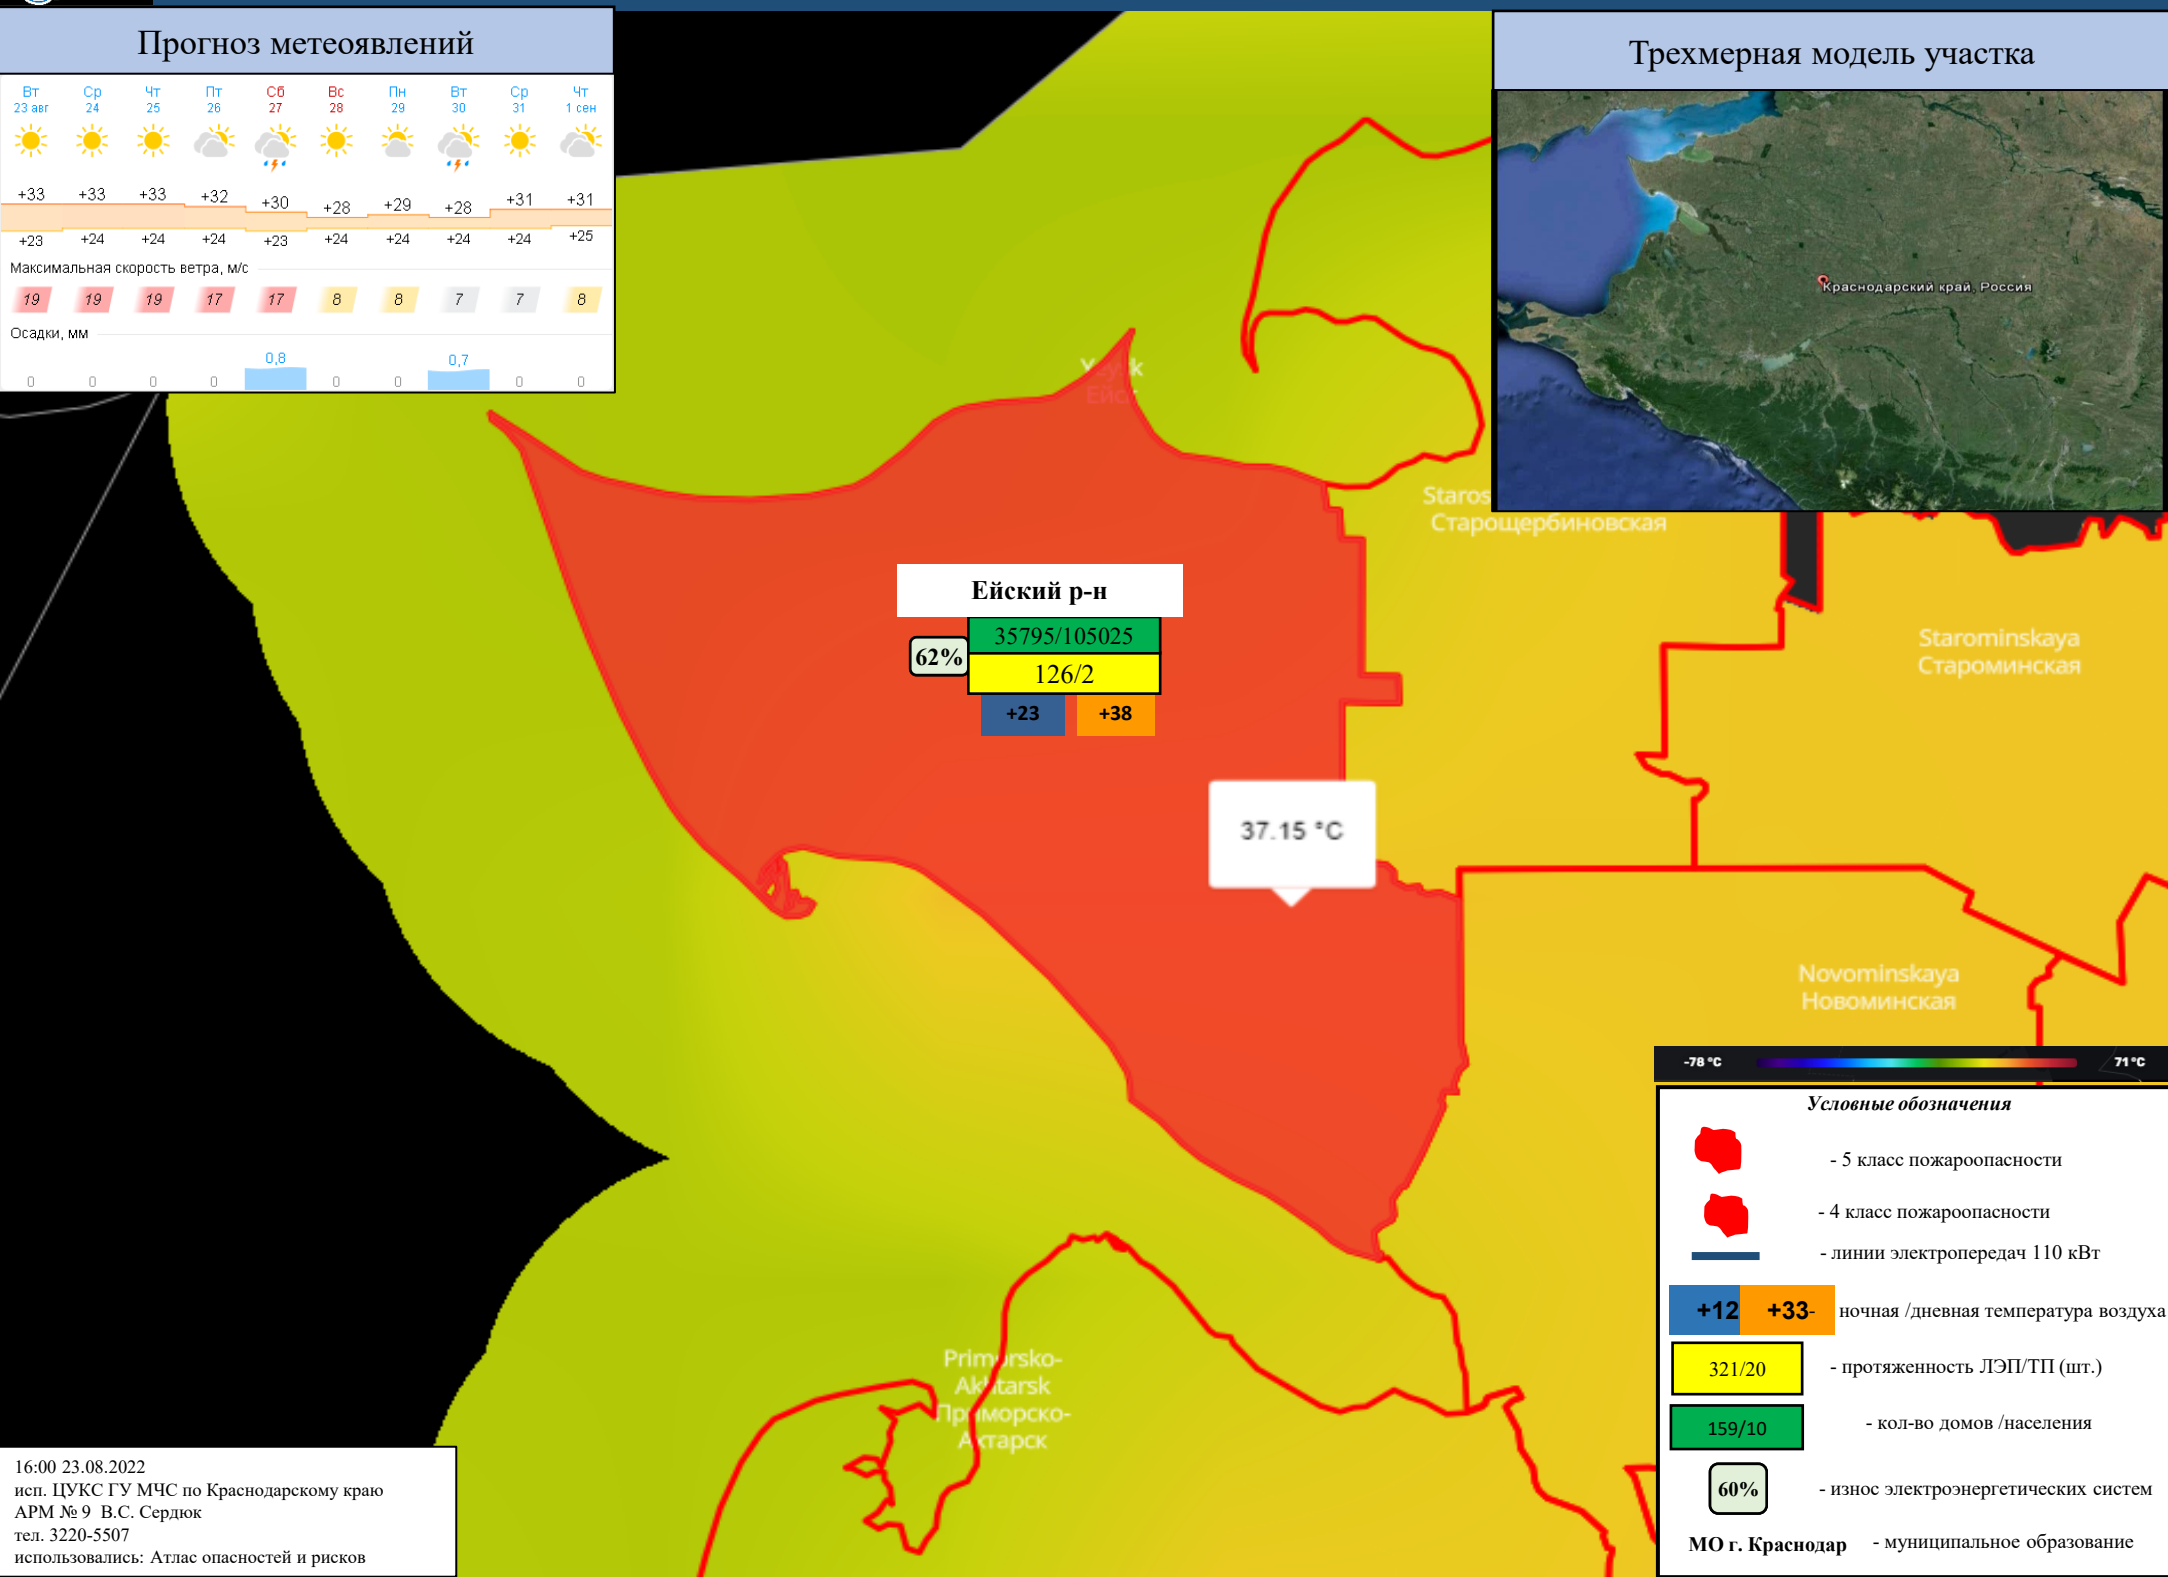 Прогноз метеоявлений
Вт Ср Чт Пт Сб Вс Пн Вт Ср Чт
23 авг 24 25 26 27 28 29 30 31 1 сен
+33 +33 +33 +32 +30 +28 +29 +28 +31 +31
+23 +24 +24 +24 +23 +24 +24 +24 +24 +25
Максимальная скорость ветра, м/с
19 19 19 17 17 8 8 7 7 8
Осадки, мм
0,8 0,7
0 0 0 0 0 0 0 0
Трехмерная модель участка
Краснодарский край, Россия
Старощербиновская
Ейский р-н
35795/105025
62%
126/2
+23 +38
37.15 °C
Starominskaya
Староминская
Novominskaya
Новоминская
Primorsko-
Akhtarsk
Приморско-
Ахтарск
-78 °C 71 °C
Условные обозначения
- 5 класс пожароопасности
- 4 класс пожароопасности
- линии электропередач 110 кВт
+12 +33- ночная /дневная температура воздуха
321/20 - протяженность ЛЭП/ТП (шт.)
159/10 - кол-во домов /населения
60% - износ электроэнергетических систем
МО г. Краснодар - муниципальное образование
16:00 23.08.2022
исп. ЦУКС ГУ МЧС по Краснодарскому краю
АРМ № 9 В.С. Сердюк
тел. 3220-5507
использовались: Атлас опасностей и рисков